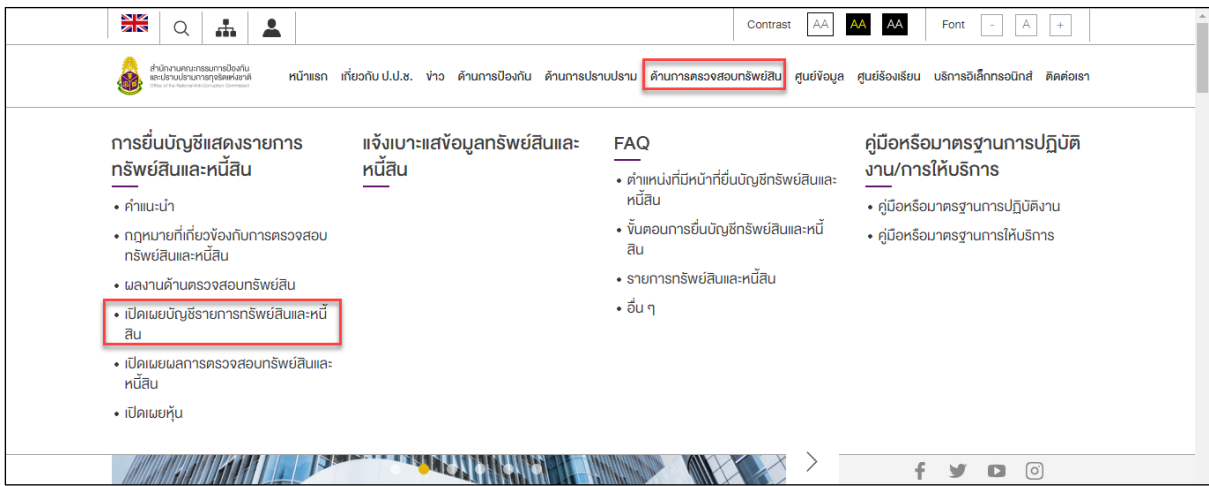 Contrast AA AA AA Font - A +
สำนักงานคณะกรรมการป้องกัน
และปราบปรามการทุจริตแห่งชาติ
Office of the National Anti-Corruption Commission
หน้าแรก เกี่ยวกับ ป.ป.ช. ข่าว ด้านการป้องกัน ด้านการปราบปราม ด้านการตรวจสอบทรัพย์สิน ศูนย์ข้อมูล ศูนย์ร้องเรียน บริการอิเล็กทรอนิกส์ ติดต่อเรา
การยื่นบัญชีแสดงรายการ
ทรัพย์สินและหนี้สิน
• คำแนะนำ
• กฎหมายที่เกี่ยวข้องกับการตรวจสอบ
ทรัพย์สินและหนี้สิน
• ผลงานด้านตรวจสอบทรัพย์สิน
• เปิดเผยบัญชีรายการทรัพย์สินและหนี้
สิน
• เปิดเผยผลการตรวจสอบทรัพย์สินและ
หนี้สิน
• เปิดเผยหุ้น
แจ้งเบาะแสข้อมูลทรัพย์สินและ
หนี้สิน
FAQ
• ตำแหน่งที่มีหน้าที่ยื่นบัญชีทรัพย์สินและ
หนี้สิน
• ขั้นตอนการยื่นบัญชีทรัพย์สินและหนี้
สิน
• รายการทรัพย์สินและหนี้สิน
• อื่น ๆ
คู่มือหรือมาตรฐานการปฏิบัติ
งาน/การให้บริการ
• คู่มือหรือมาตรฐานการปฏิบัติงาน
• คู่มือหรือมาตรฐานการให้บริการ